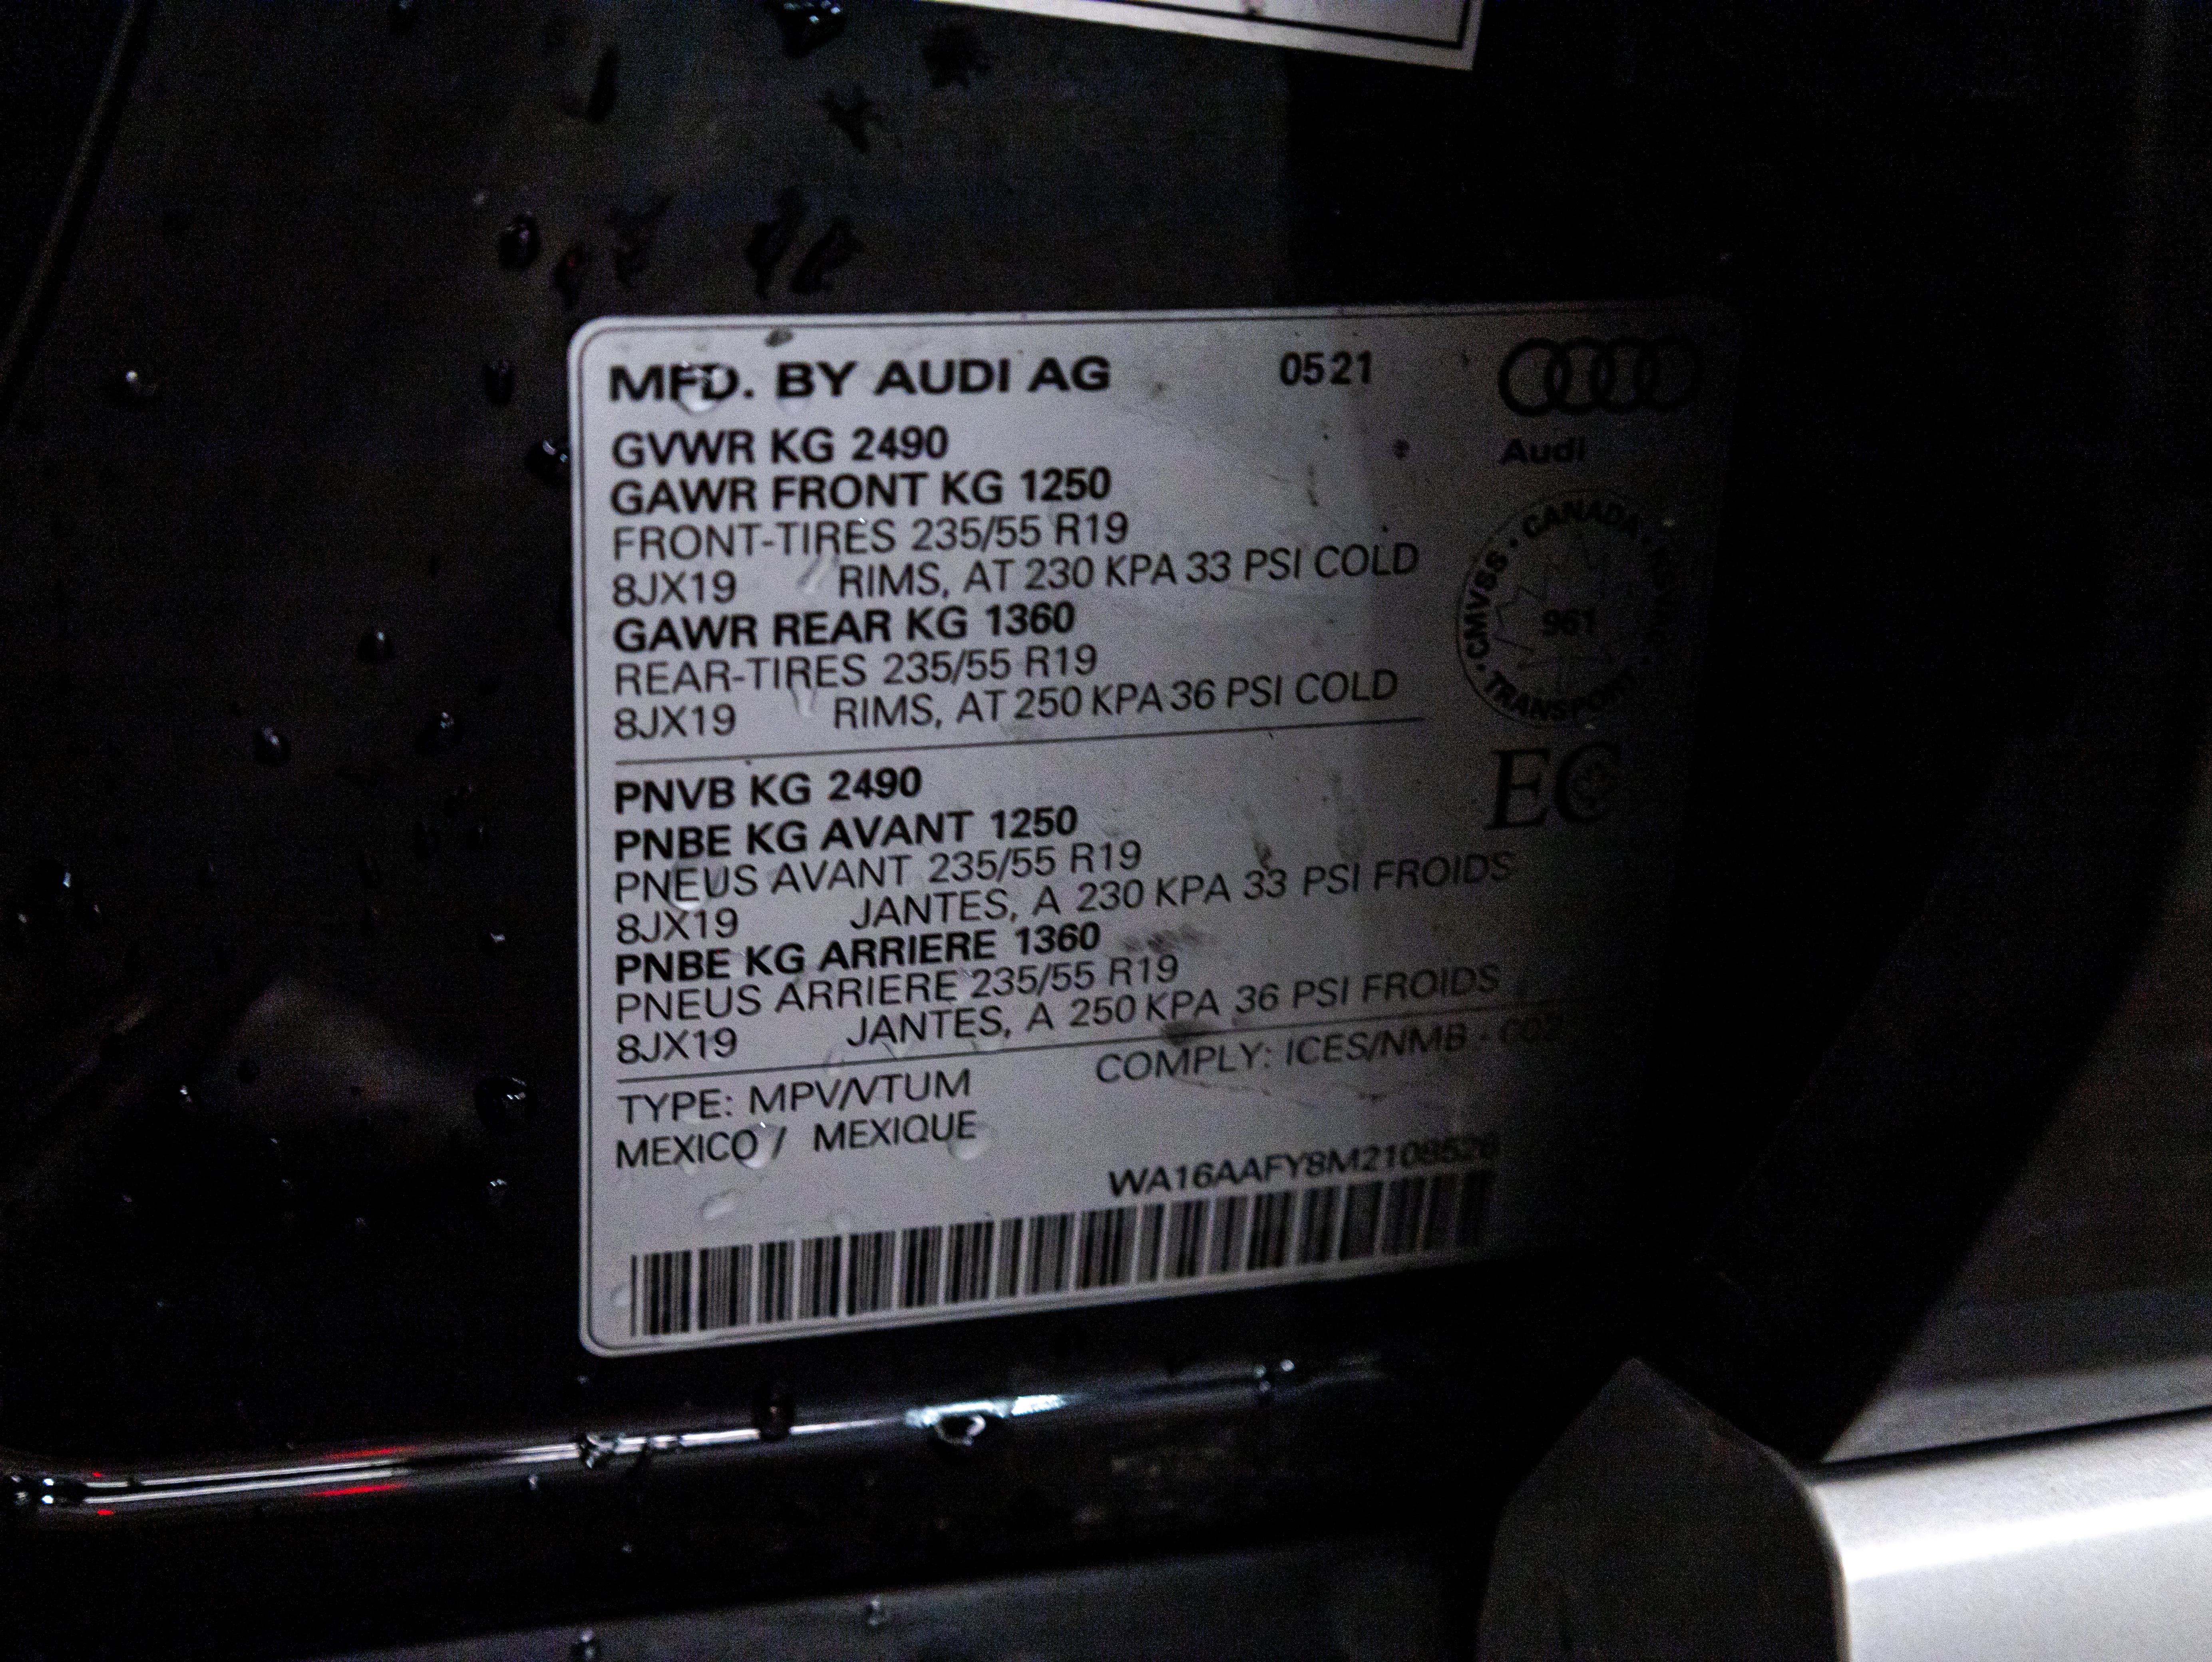 MFD. BY AUDI AG 0521
Audi
GVWR KG 2490
GAWR FRONT KG 1250
FRONT-TIRES 235/55 R19
8JX19 RIMS, AT 230 KPA 33 PSI COLD
GAWR REAR KG 1360
REAR-TIRES 235/55 R19
8JX19 RIMS, AT 250 KPA 36 PSI COLD
· CMVSS · CANADA ·
961
TRANSPORT
EC
PNVB KG 2490
PNBE KG AVANT 1250
PNEUS AVANT 235/55 R19
8JX19 JANTES, A 230 KPA 33 PSI FROIDS
PNBE KG ARRIERE 1360
PNEUS ARRIERE 235/55 R19
8JX19 JANTES, A 250 KPA 36 PSI FROIDS
TYPE: MPV/VTUM COMPLY: ICES/NMB - 002
MEXICO / MEXIQUE
WA16AAFY8M2108526